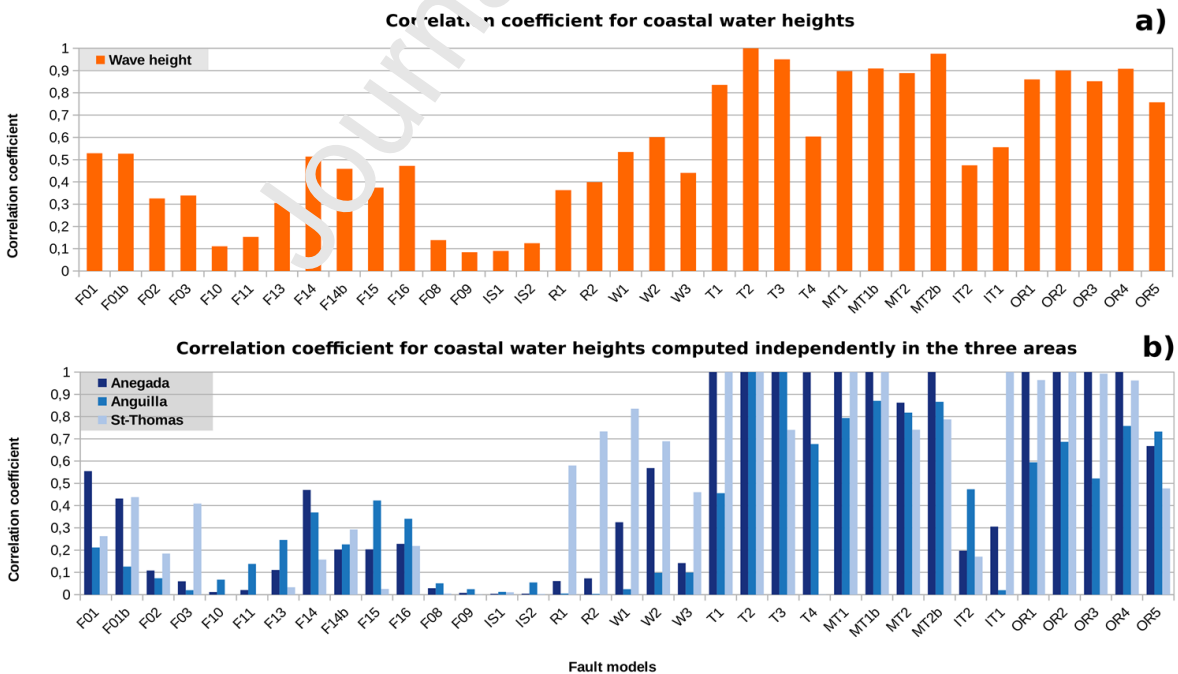 Correlation coefficient for coastal water heights
a)
Correlation coefficient
1
0,9
0,8
0,7
0,6
0,5
0,4
0,3
0,2
0,1
0
Wave height
F01 F01b F02 F03 F10 F11 F13 F14 F14b F15 F16 F08 F09 IS1 IS2 R1 R2 W1 W2 W3 T1 T2 T3 T4 MT1 MT1b MT2 MT2b IT2 IT1 OR1 OR2 OR3 OR4 OR5
Journ
Correlation coefficient for coastal water heights computed independently in the three areas
b)
Correlation coefficient
1
0,9
0,8
0,7
0,6
0,5
0,4
0,3
0,2
0,1
0
Anegada
Anguilla
St-Thomas
F01 F01b F02 F03 F10 F11 F13 F14 F14b F15 F16 F08 F09 IS1 IS2 R1 R2 W1 W2 W3 T1 T2 T3 T4 MT1 MT1b MT2 MT2b IT2 IT1 OR1 OR2 OR3 OR4 OR5
Fault models